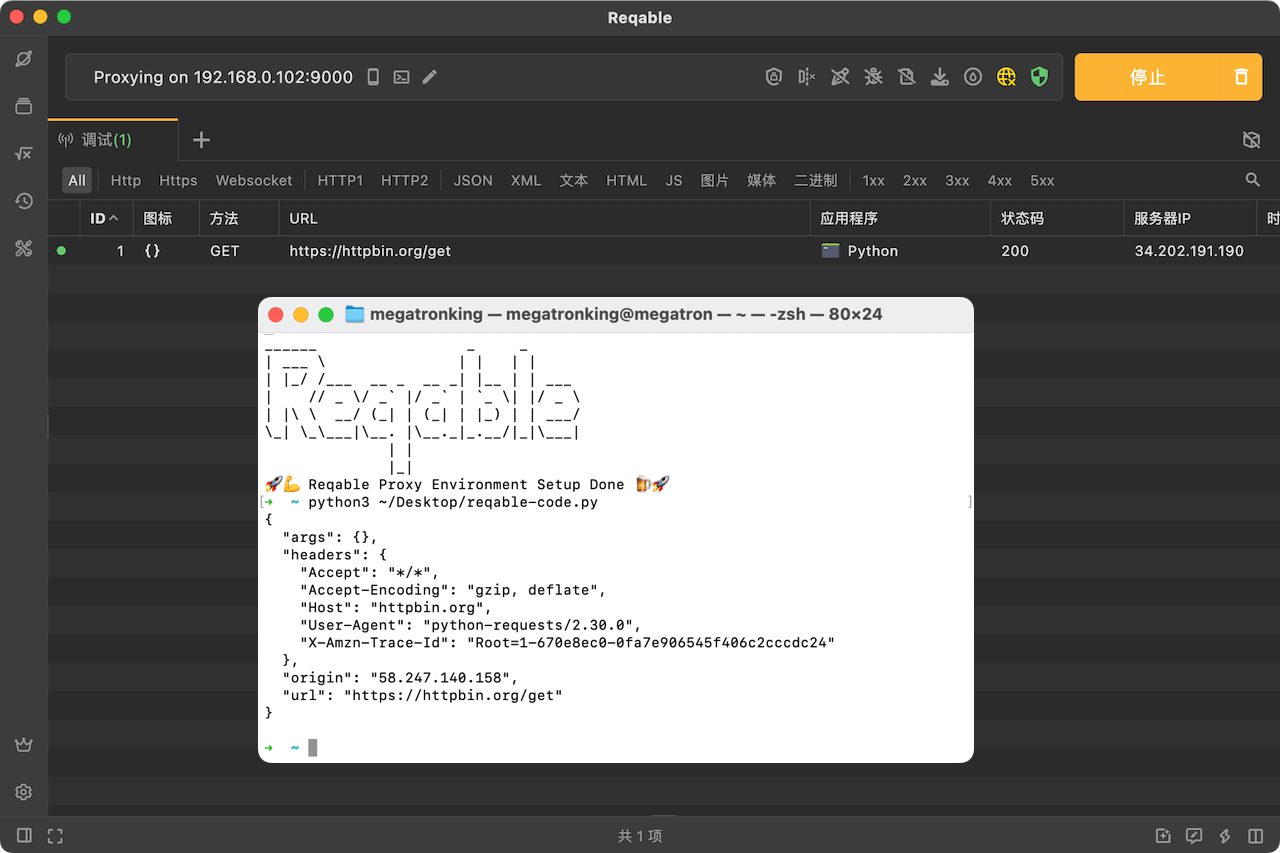 Reqable
Proxying on 192.168.0.102:9000
停止
调试(1)
All Http Https Websocket HTTP1 HTTP2 JSON XML 文本 HTML JS 图片 媒体 二进制 1xx 2xx 3xx 4xx 5xx
ID 图标 方法 URL 应用程序 状态码 服务器IP 时
1 {} GET https://httpbin.org/get Python 200 34.202.191.190
megatronking — megatronking@megatron — ~ — -zsh — 80×24
Reqable
🚀💪 Reqable Proxy Environment Setup Done 🍺🚀
[➜ ~ python3 ~/Desktop/reqable-code.py ]
{
"args": {},
"headers": {
"Accept": "*/*",
"Accept-Encoding": "gzip, deflate",
"Host": "httpbin.org",
"User-Agent": "python-requests/2.30.0",
"X-Amzn-Trace-Id": "Root=1-670e8ec0-0fa7e906545f406c2cccdc24"
},
"origin": "58.247.140.158",
"url": "https://httpbin.org/get"
}
➜ ~
共 1 项